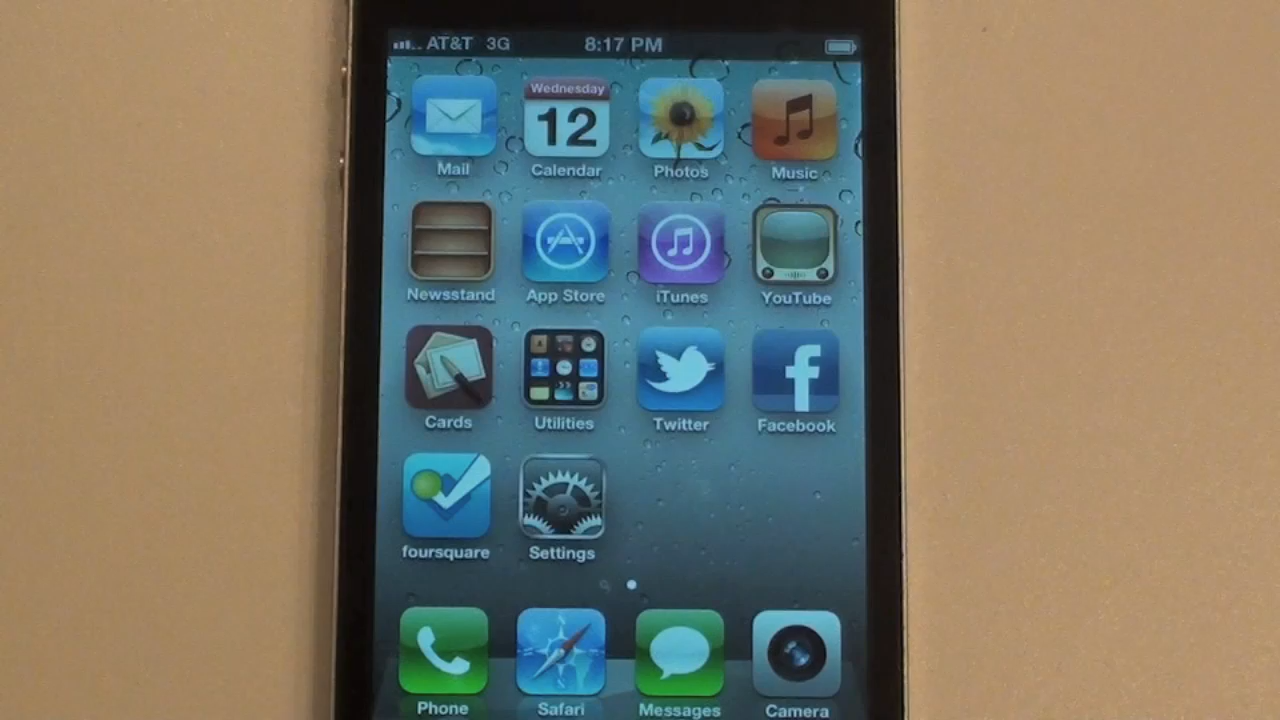 AT&T 3G 8:17 PM
Wednesday
12
Mail Calendar Photos Music
Newsstand App Store iTunes YouTube
Cards Utilities Twitter Facebook
foursquare Settings
Phone Safari Messages Camera